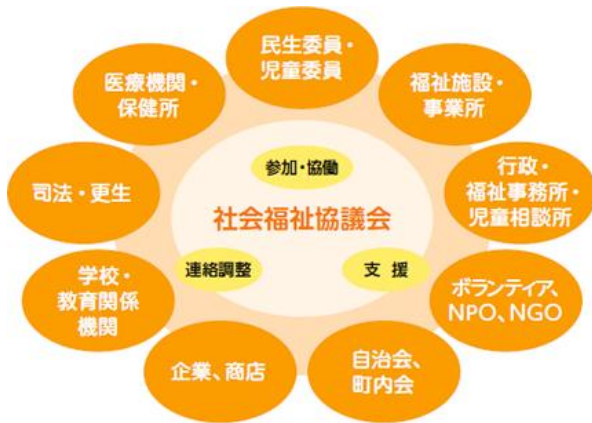 民生委員・
児童委員
福祉施設・
事業所
行政・
福祉事務所・
児童相談所
ボランティア、
NPO、NGO
自治会、
町内会
企業、商店
学校・
教育関係
機関
司法・更生
医療機関・
保健所
参加・協働
社会福祉協議会
連絡調整
支 援